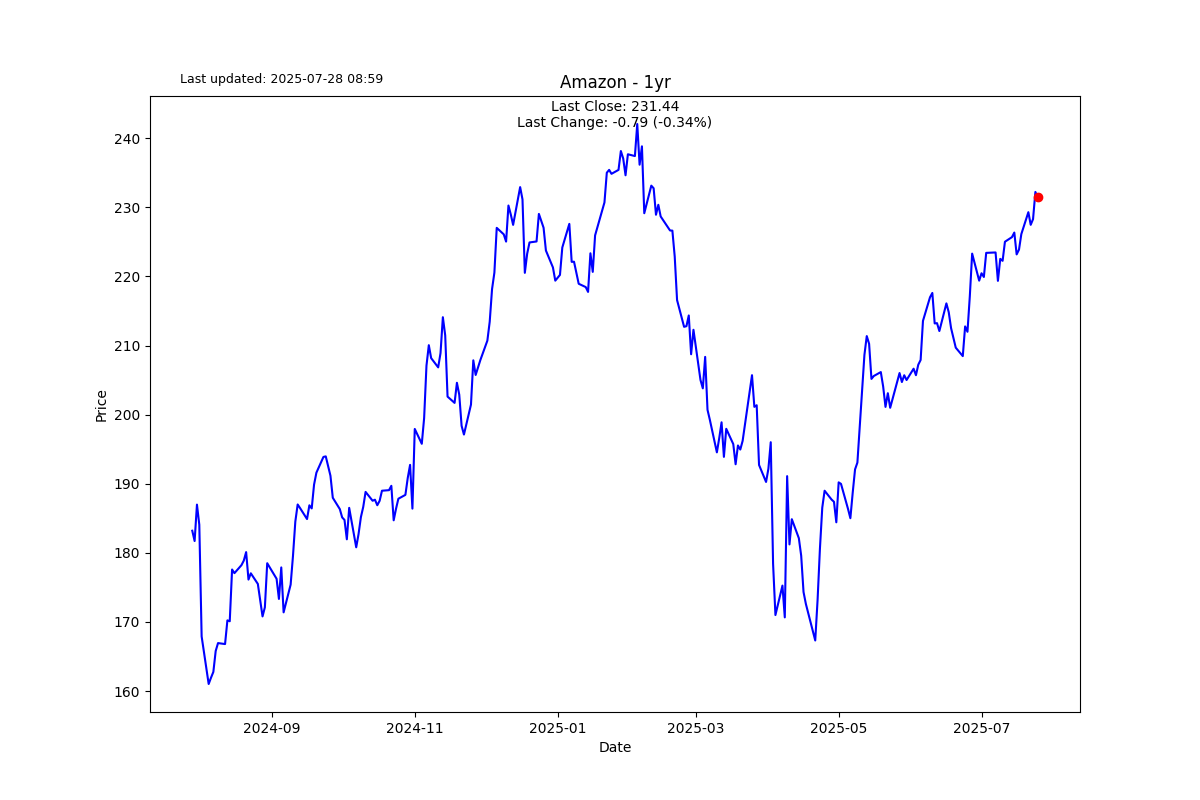 Last updated: 2025-07-28 08:59
Amazon - 1yr
Last Close: 231.44
Last Change: -0.79 (-0.34%)
240
230
220
210
200
190
180
170
160
Price
2024-09
2024-11
2025-01
2025-03
2025-05
2025-07
Date